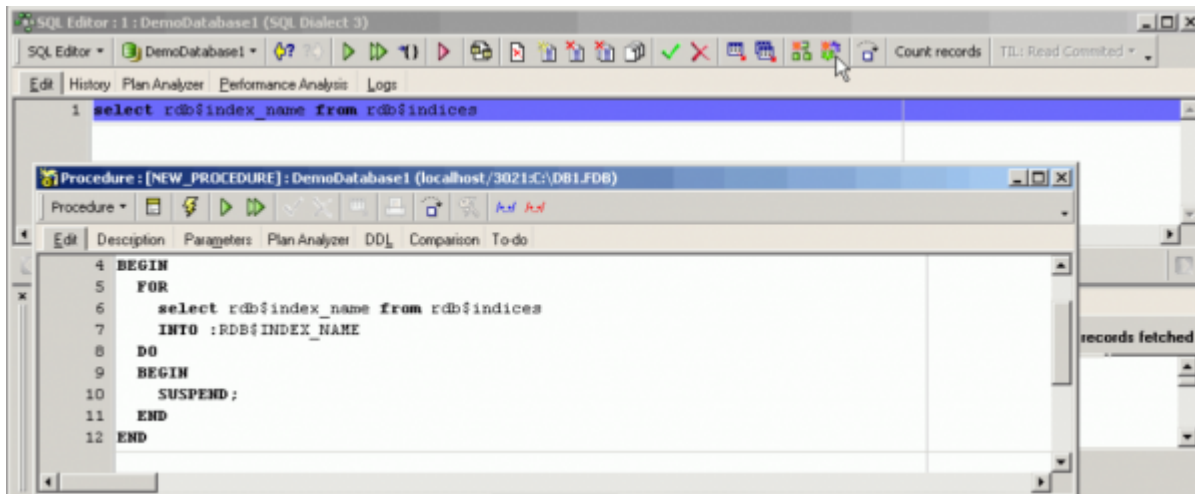 SQL Editor : 1 : DemoDatabase1 (SQL Dialect 3)
SQL Editor DemoDatabase1 Count records TIL: Read Commited
Edit History Plan Analyzer Performance Analysis Logs
1 select rdb$index_name from rdb$indices
Procedure : [NEW_PROCEDURE] : DemoDatabase1 (localhost/3021:C:\DB1.FDB)
Procedure
Edit Description Parameters Plan Analyzer DDL Comparison To-do
4 BEGIN
5 FOR
6 select rdb$index_name from rdb$indices
7 INTO :RDB$INDEX_NAME
8 DO
9 BEGIN
10 SUSPEND;
11 END
12 END
records fetched